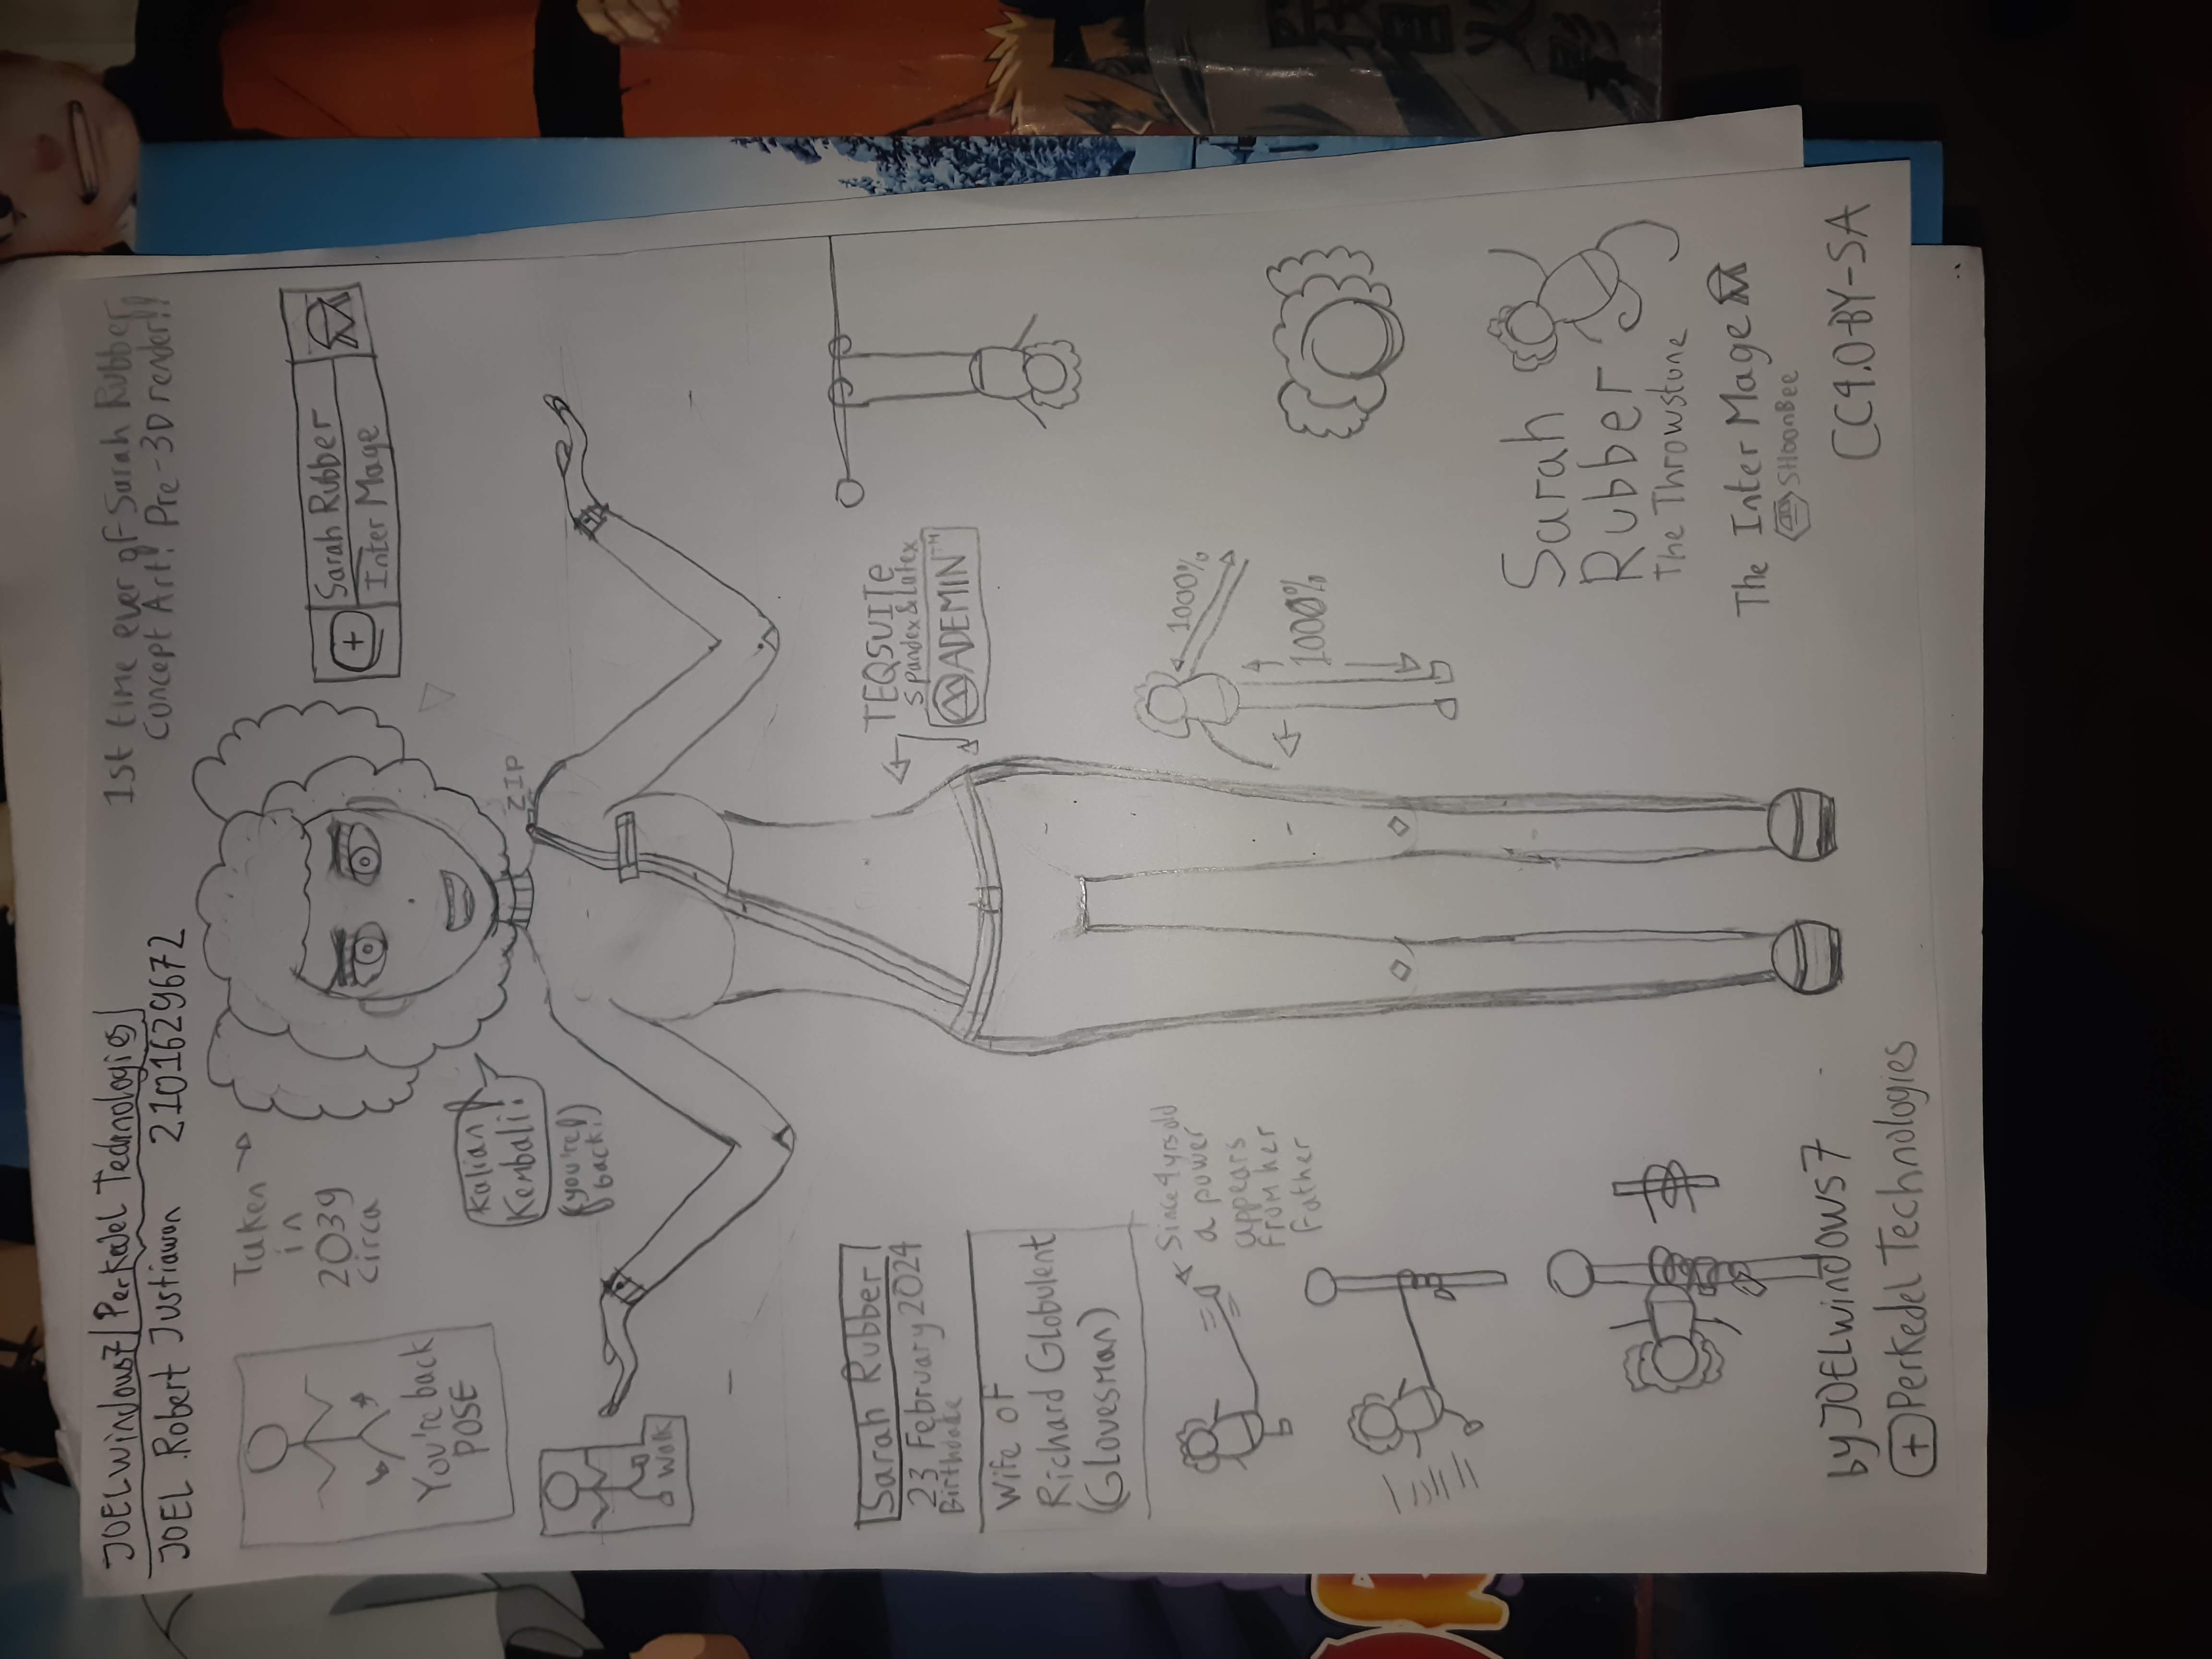 JOELwindows7 | Perkedel Technologies
JOEL Robert Justiawan 2101629672
1st time ever of Sarah Rubber
Concept Art! Pre-3D render!!
You're back
POSE
Taken
in
2039
circa
Sarah Rubber
Inter Mage
Kalian
Kembali!
(you're
back!)
ZIP
walk
Sarah Rubber
23 February 2024
Birthdate
Wife of
Richard Globulent
(Glovesman)
TEQSUITE
Spandex & Latex
ADEMIN™
Since 4 yrs old
a power
appears
from her
Father
1000%
1000%
Sarah
Rubber
The Throwstone
The Inter Mage
SHoonBee
by JOELwindows7
+ Perkedel Technologies
CC4.0-BY-SA